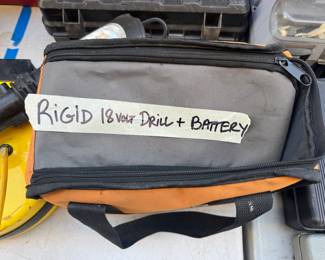 RiGiD 18 VOLT DRILL + BATTERY